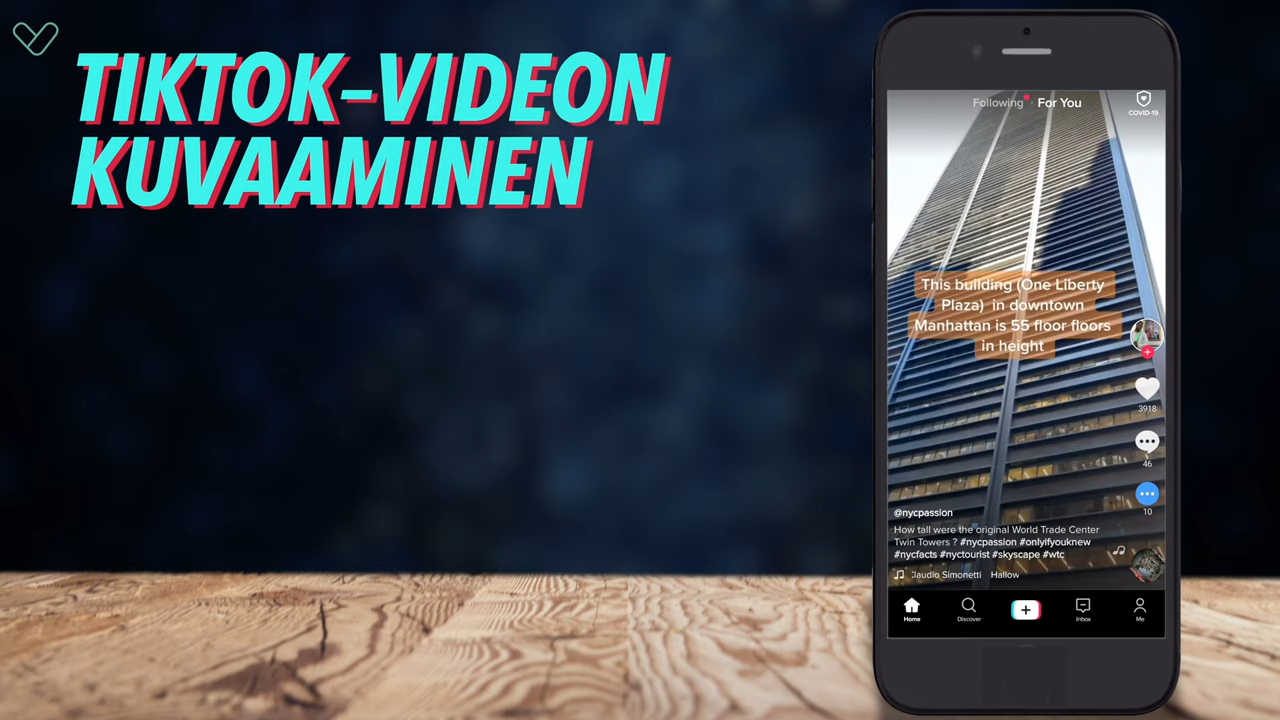 TIKTOK-VIDEON
KUVAAMINEN
Following For You
COVID-19
This building (One Liberty
Plaza) in downtown
Manhattan is 55 floor floors
in height
3918
46
10
@nycpassion
How tall were the original World Trade Center
Twin Towers ? #nycpassion #onlyifyouknew
#nycfacts #nyctourist #skyscape #wtc
laudio Simonetti Hallow
Home Discover Inbox Me